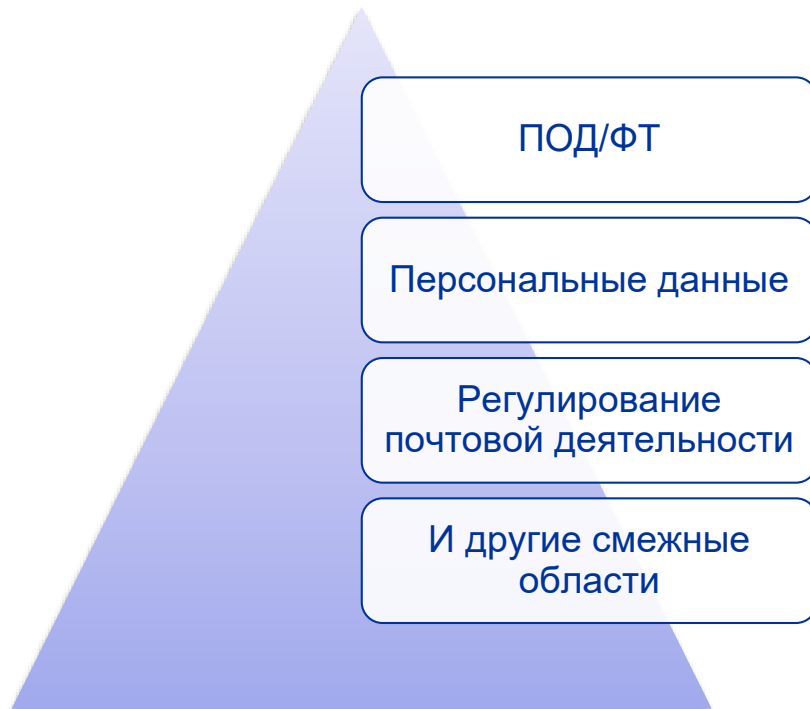 ПОД/ФТ
Персональные данные
Регулирование
почтовой деятельности
И другие смежные
области